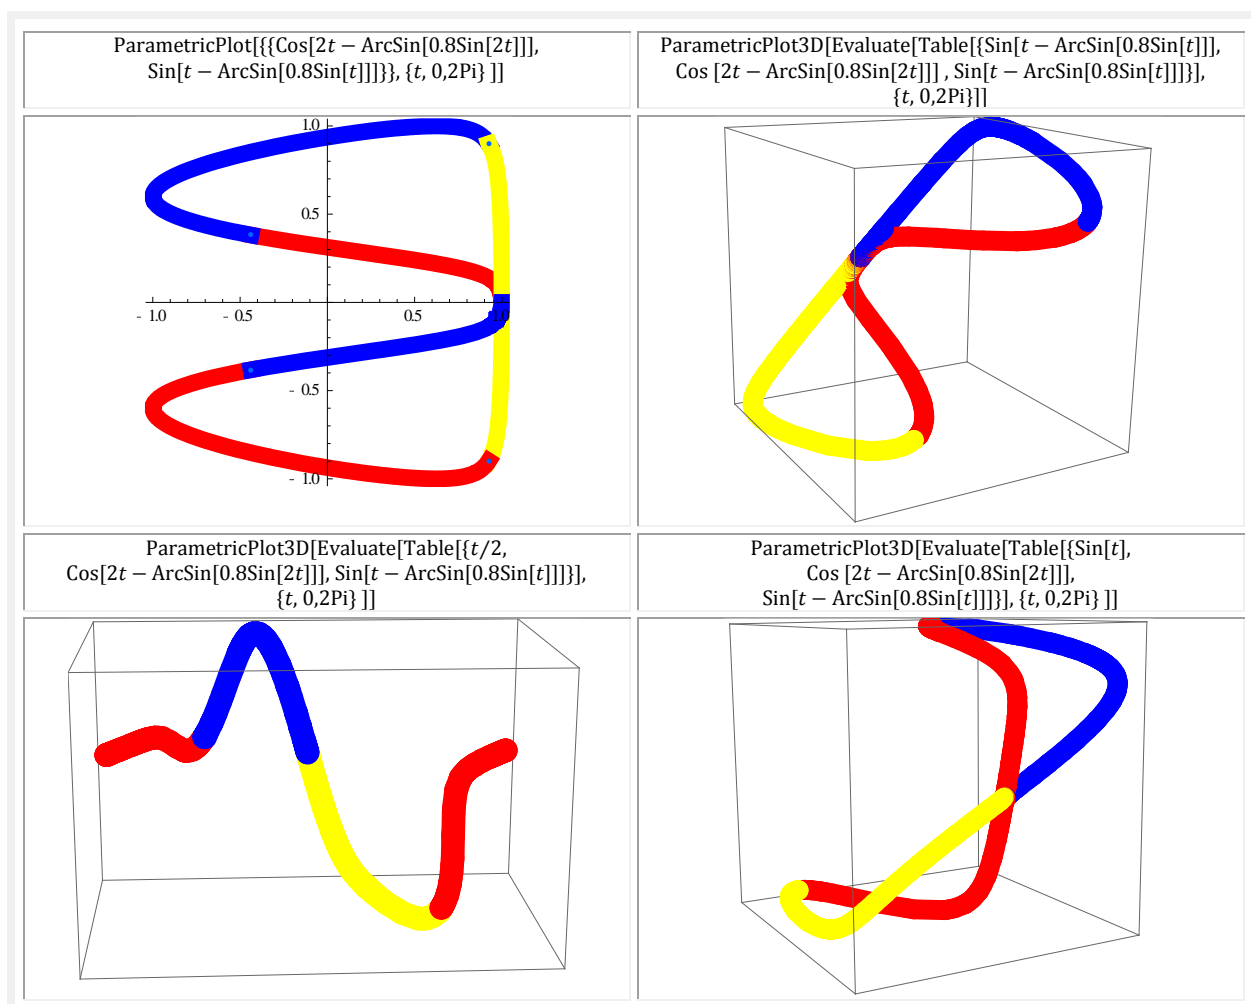 ParametricPlot[{{Cos[2t − ArcSin[0.8Sin[2t]]],
Sin[t − ArcSin[0.8Sin[t]]]}}, {t, 0,2Pi} ]]
ParametricPlot3D[Evaluate[Table[{Sin[t − ArcSin[0.8Sin[t]]],
Cos [2t − ArcSin[0.8Sin[2t]]] , Sin[t − ArcSin[0.8Sin[t]]]}],
{t, 0,2Pi}]]
1.0
0.5
- 1.0
- 0.5
0.5
1.0
- 0.5
- 1.0
ParametricPlot3D[Evaluate[Table[{t/2,
Cos[2t − ArcSin[0.8Sin[2t]]], Sin[t − ArcSin[0.8Sin[t]]]}],
{t, 0,2Pi} ]]
ParametricPlot3D[Evaluate[Table[{Sin[t],
Cos [2t − ArcSin[0.8Sin[2t]]],
Sin[t − ArcSin[0.8Sin[t]]]}], {t, 0,2Pi} ]]